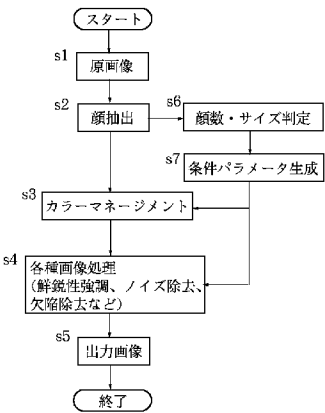 スタート
s1
原画像
s2
顔抽出
s6
顔数・サイズ判定
s7
条件パラメータ生成
s3
カラーマネージメント
s4
各種画像処理
(鮮鋭性強調、ノイズ除去、
欠陥除去など)
s5
出力画像
終了